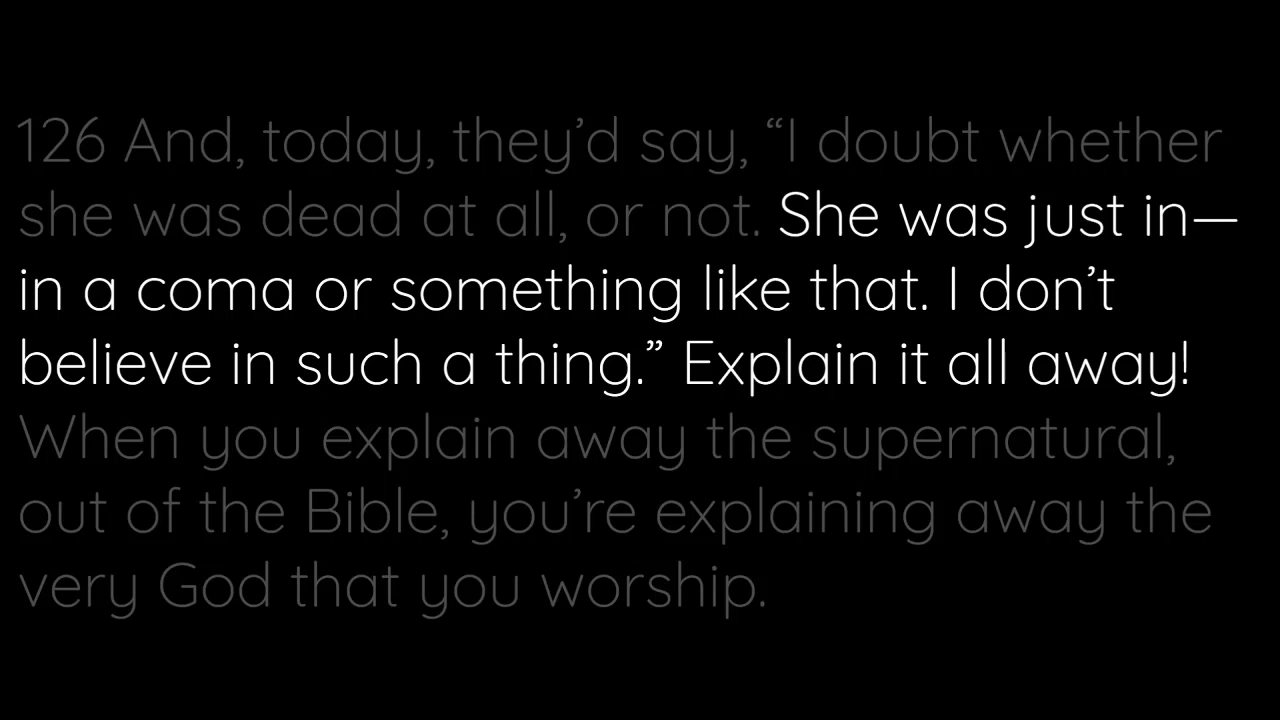 126 And, today, they’d say, “I doubt whether
she was dead at all, or not. She was just in—
in a coma or something like that. I don’t
believe in such a thing.” Explain it all away!
When you explain away the supernatural,
out of the Bible, you’re explaining away the
very God that you worship.